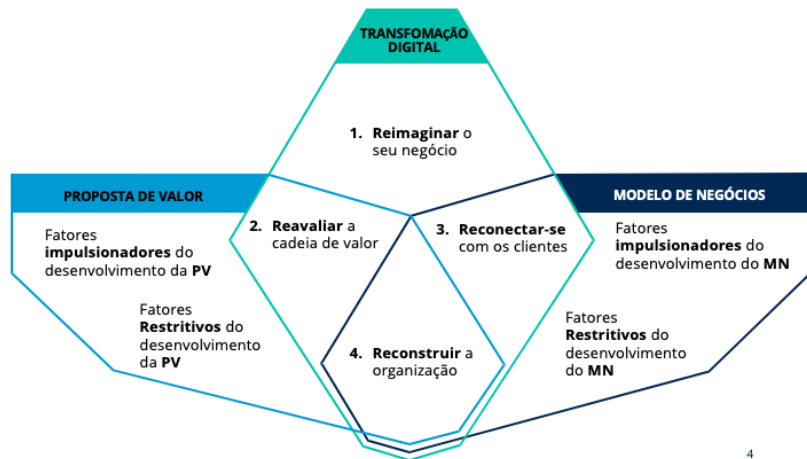 TRANSFOMAÇÃO
DIGITAL
1. Reimaginar o
seu negócio
PROPOSTA DE VALOR
MODELO DE NEGÓCIOS
Fatores
impulsionadores do
desenvolvimento da PV
Fatores
Restritivos do
desenvolvimento
da PV
2. Reavaliar a
cadeia de valor
3. Reconectar-se
com os clientes
Fatores
impulsionadores do
desenvolvimento do MN
Fatores
Restritivos do
desenvolvimento
do MN
4. Reconstruir a
organização
4